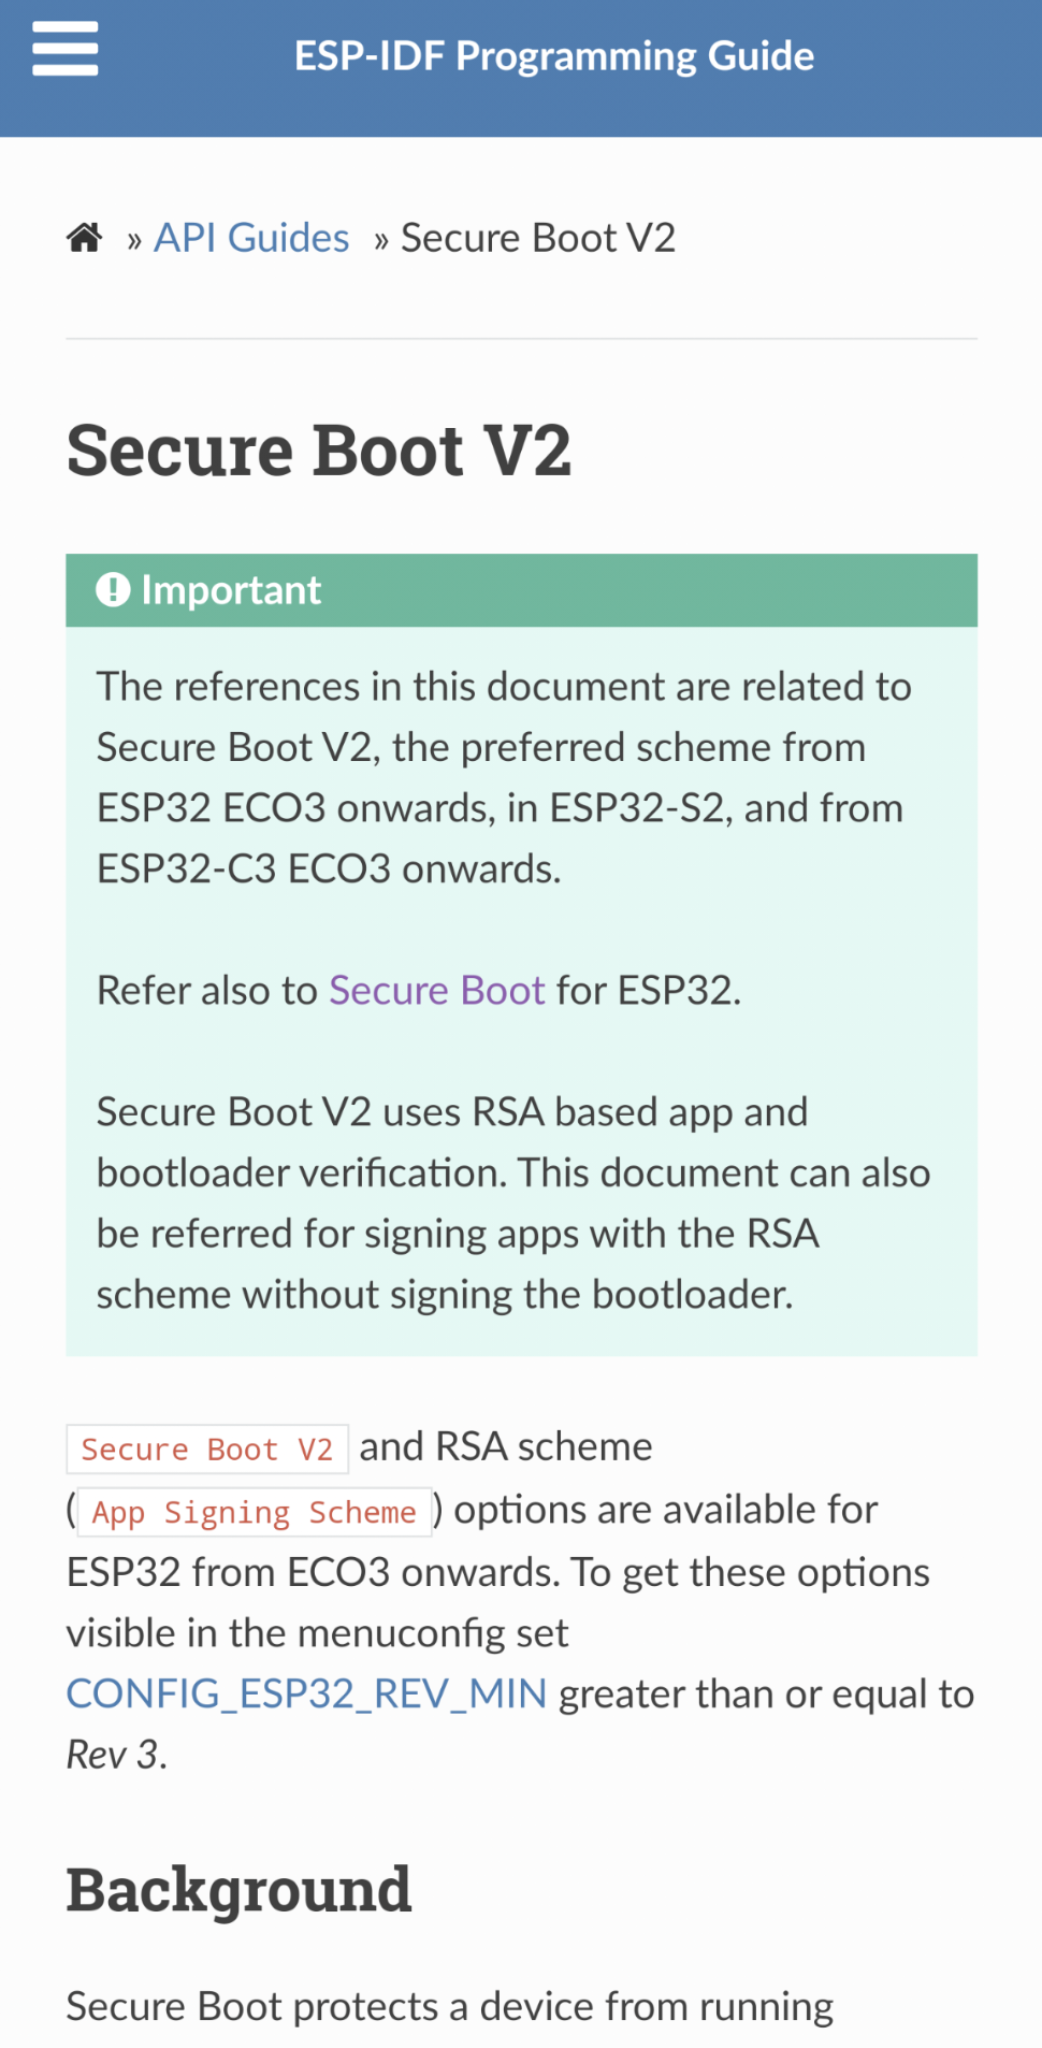 ESP-IDF Programming Guide
» API Guides » Secure Boot V2
Secure Boot V2
Important
The references in this document are related to
Secure Boot V2, the preferred scheme from
ESP32 ECO3 onwards, in ESP32-S2, and from
ESP32-C3 ECO3 onwards.
Refer also to Secure Boot for ESP32.
Secure Boot V2 uses RSA based app and
bootloader verification. This document can also
be referred for signing apps with the RSA
scheme without signing the bootloader.
Secure Boot V2 and RSA scheme
(App Signing Scheme) options are available for
ESP32 from ECO3 onwards. To get these options
visible in the menuconfig set
CONFIG_ESP32_REV_MIN greater than or equal to
Rev 3.
Background
Secure Boot protects a device from running